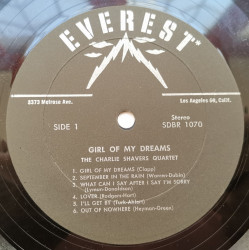 EVEREST
8373 Melrose Ave.
Los Angeles 69, Calif.
SIDE 1
Stereo
SDBR 1070
GIRL OF MY DREAMS
THE CHARLIE SHAVERS QUARTET
1. GIRL OF MY DREAMS (Clapp)
2. SEPTEMBER IN THE RAIN (Warren-Dubin)
3. WHAT CAN I SAY AFTER I SAY I'M SORRY
(Lyman-Donaldson)
4. LOVER (Rodgers-Hart)
5. I'LL GET BY (Turk-Ahlert)
6. OUT OF NOWHERE (Heyman-Green)